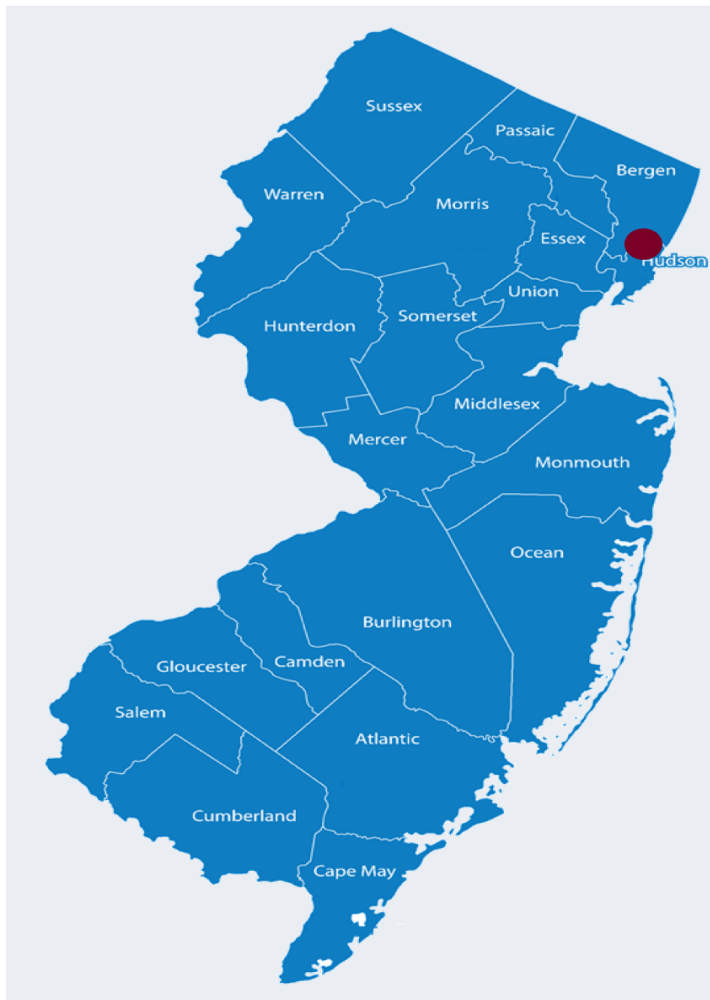 Sussex
Passaic
Bergen
Warren
Morris
Essex
Hudson
Union
Hunterdon
Somerset
Middlesex
Mercer
Monmouth
Ocean
Burlington
Camden
Gloucester
Salem
Atlantic
Cumberland
Cape May